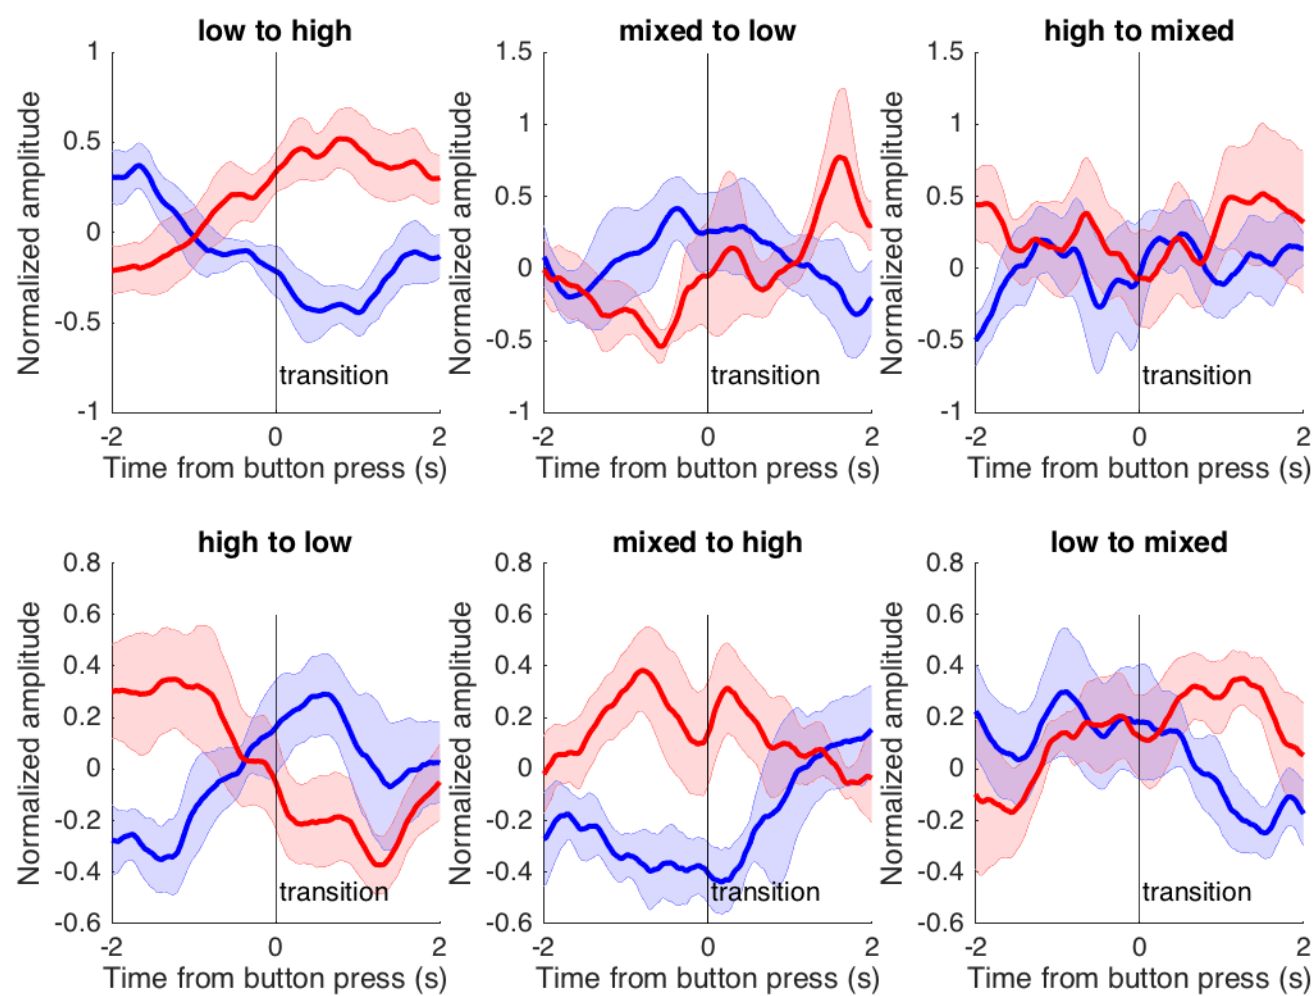 low to high
mixed to low
high to mixed
1
0.5
0
-0.5
-1
Normalized amplitude
transition
-2
0
2
Time from button press (s)
1.5
1
0.5
0
-0.5
-1
Normalized amplitude
transition
-2
0
2
Time from button press (s)
1.5
1
0.5
0
-0.5
-1
Normalized amplitude
transition
-2
0
2
Time from button press (s)
high to low
mixed to high
low to mixed
0.8
0.6
0.4
0.2
0
-0.2
-0.4
-0.6
Normalized amplitude
transition
-2
0
2
Time from button press (s)
0.8
0.6
0.4
0.2
0
-0.2
-0.4
-0.6
Normalized amplitude
transition
-2
0
2
Time from button press (s)
0.8
0.6
0.4
0.2
0
-0.2
-0.4
-0.6
Normalized amplitude
transition
-2
0
2
Time from button press (s)